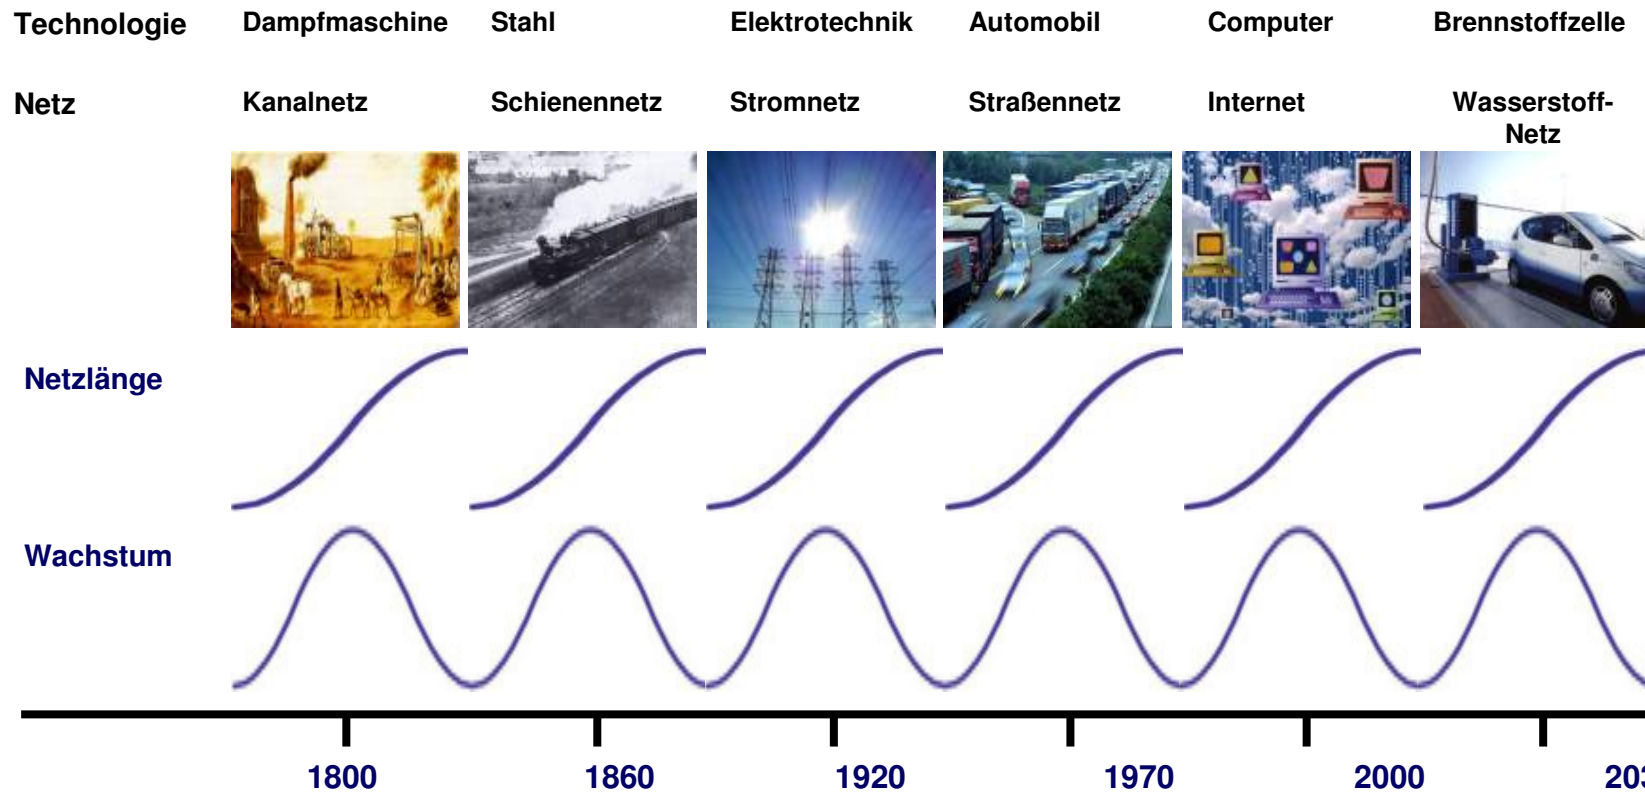 Technologie Dampfmaschine Stahl Elektrotechnik Automobil Computer Brennstoffzelle
Netz Kanalnetz Schienennetz Stromnetz Straßennetz Internet Wasserstoff-
Netz
Netzlänge
Wachstum
1800 1860 1920 1970 2000